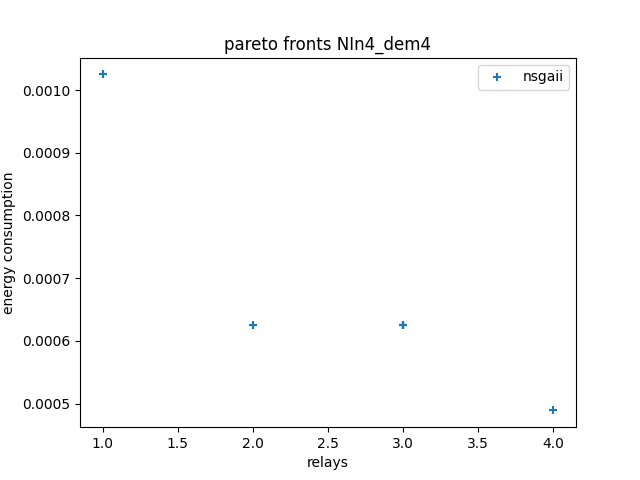 pareto fronts NIn4_dem4
nsgaii
0.0010
0.0009
0.0008
0.0007
0.0006
0.0005
energy consumption
1.0 1.5 2.0 2.5 3.0 3.5 4.0
relays